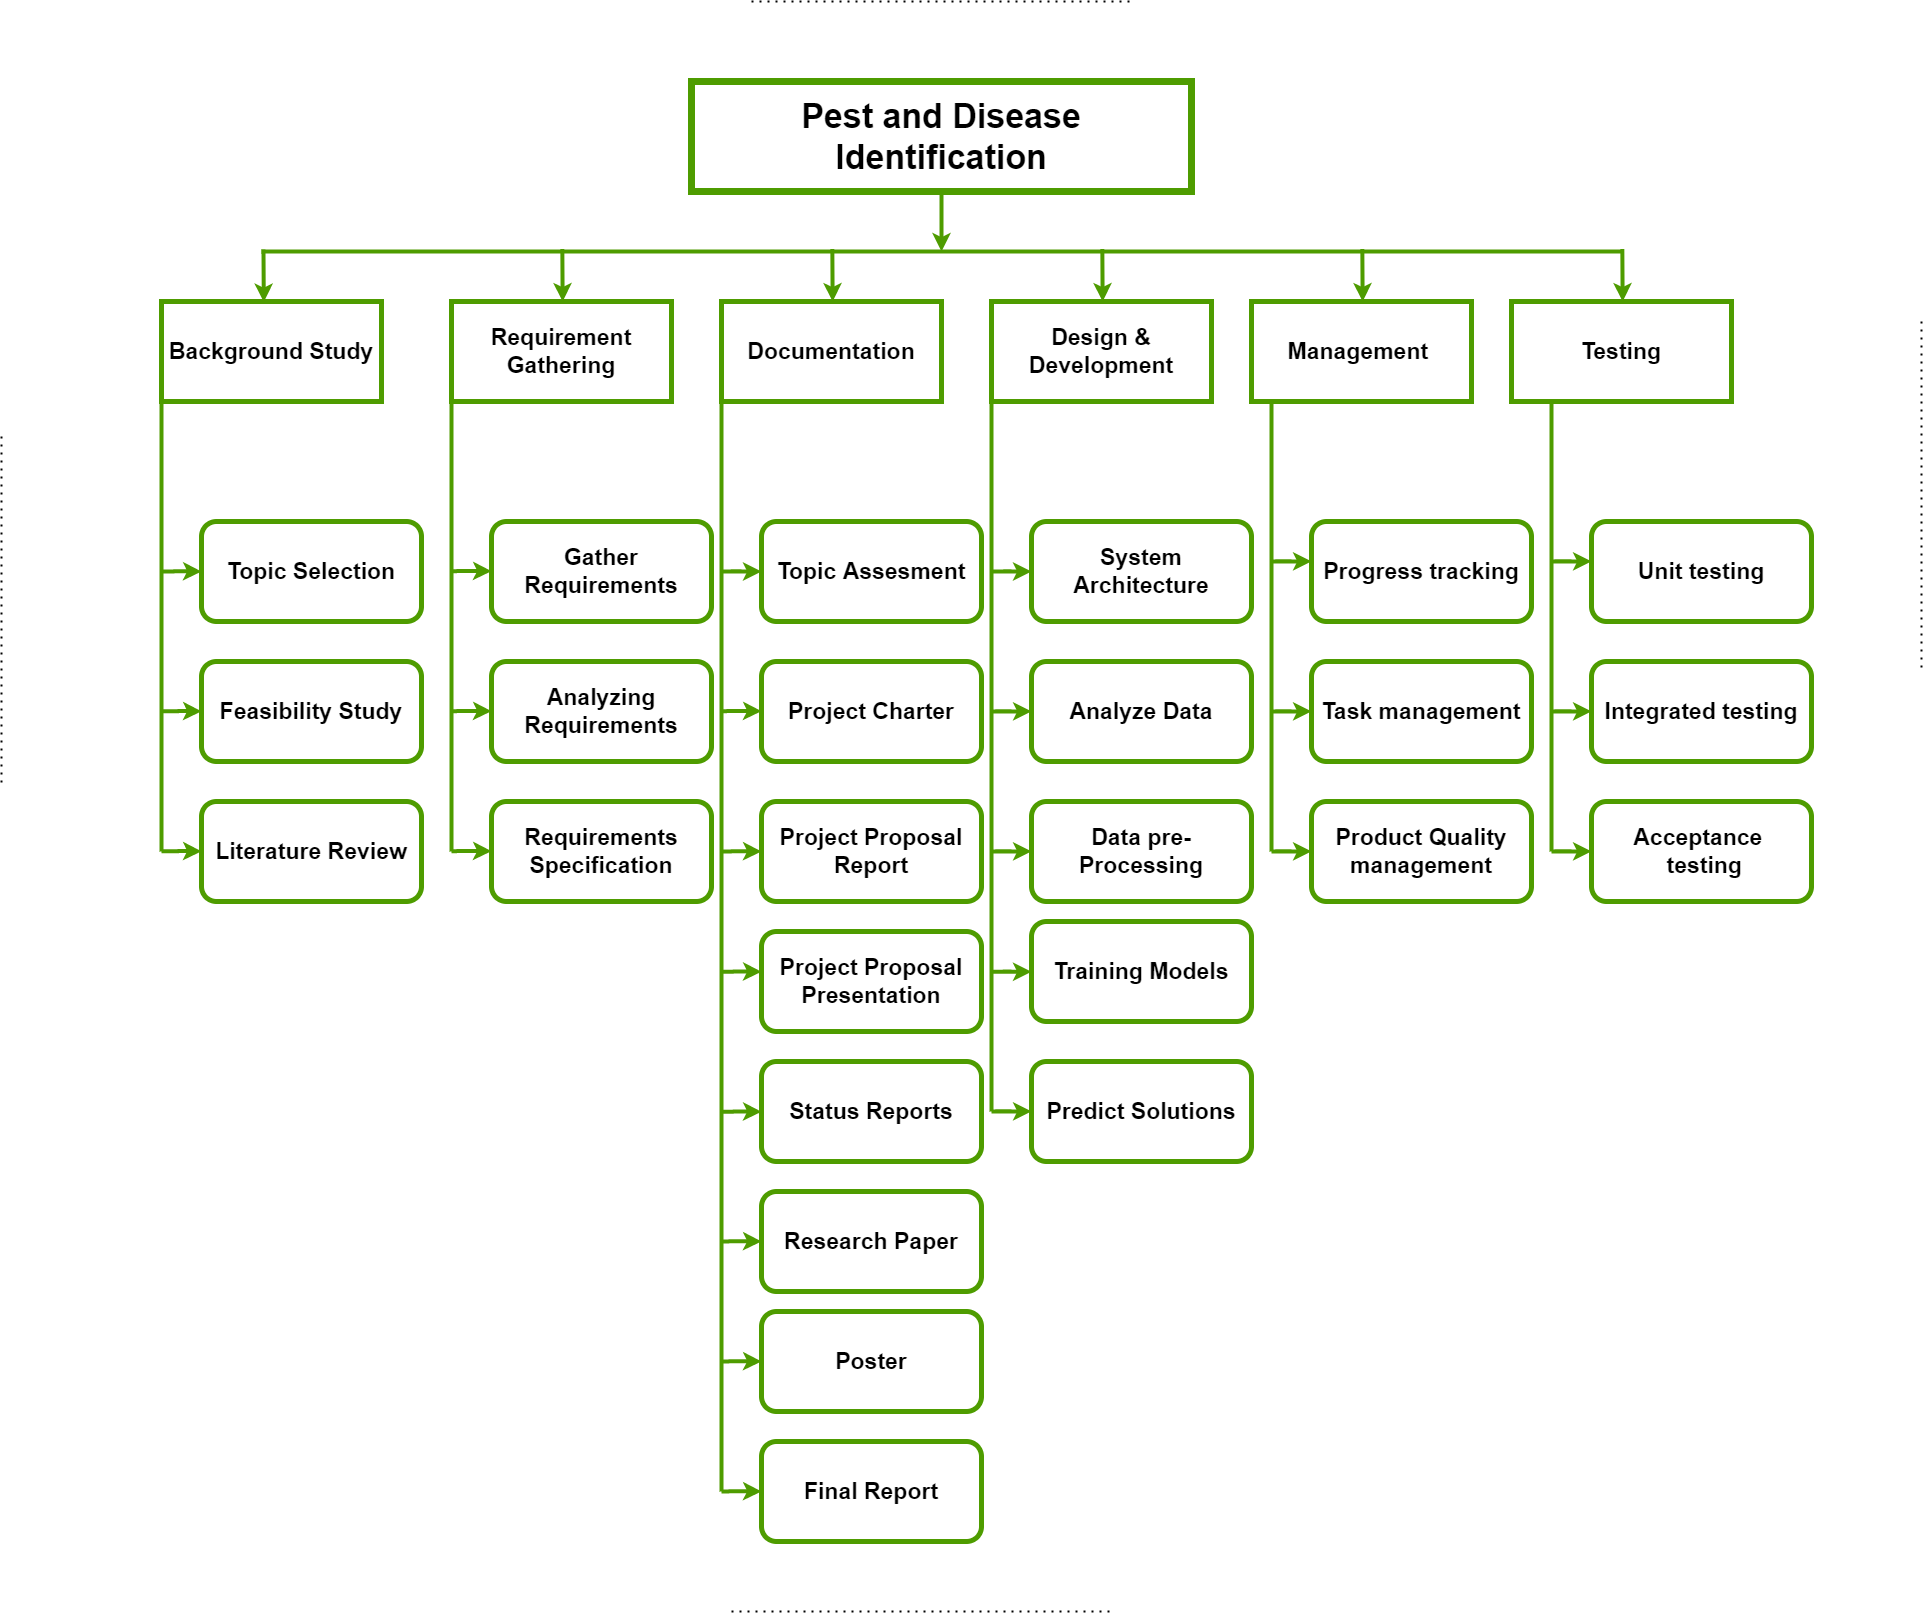 Pest and Disease
Identification
Background Study
Requirement
Gathering
Documentation
Design &
Development
Management
Testing
Topic Selection
Feasibility Study
Literature Review
Gather
Requirements
Analyzing
Requirements
Requirements
Specification
Topic Assesment
Project Charter
Project Proposal
Report
Project Proposal
Presentation
Status Reports
Research Paper
Poster
Final Report
System
Architecture
Analyze Data
Data pre-
Processing
Training Models
Predict Solutions
Progress tracking
Task management
Product Quality
management
Unit testing
Integrated testing
Acceptance
testing